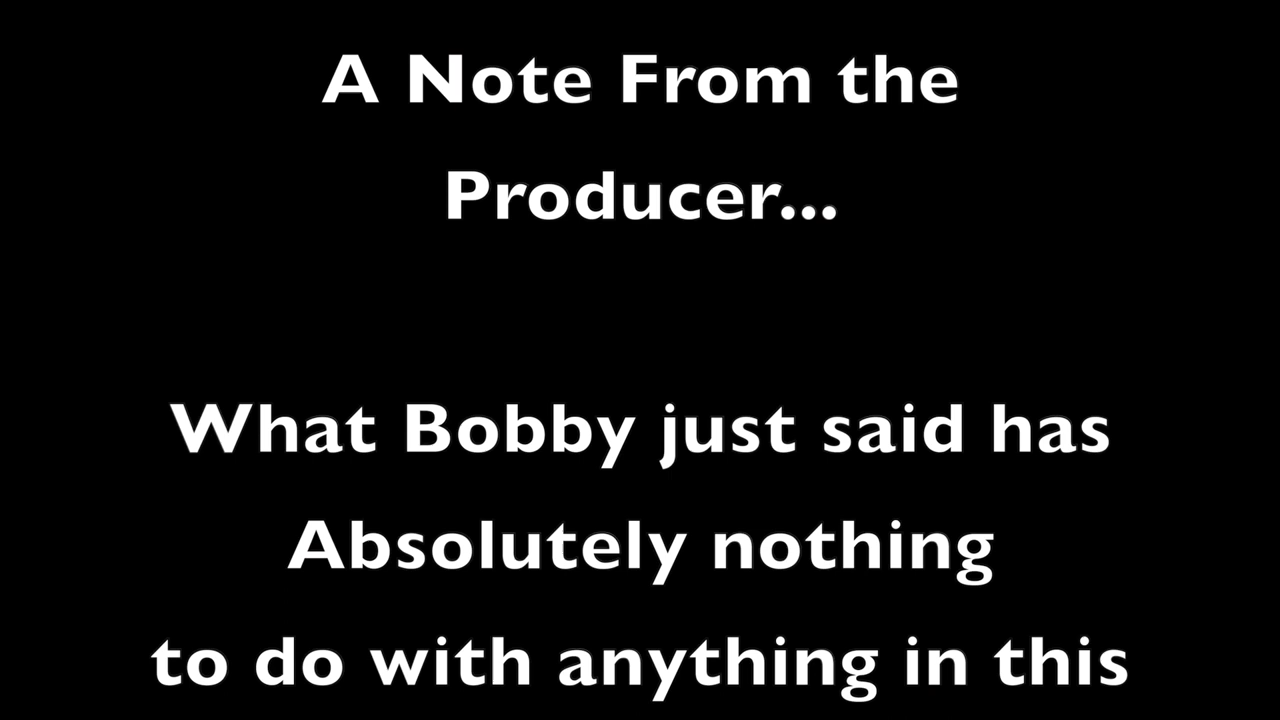 A Note From the
Producer...
What Bobby just said has
Absolutely nothing
to do with anything in this